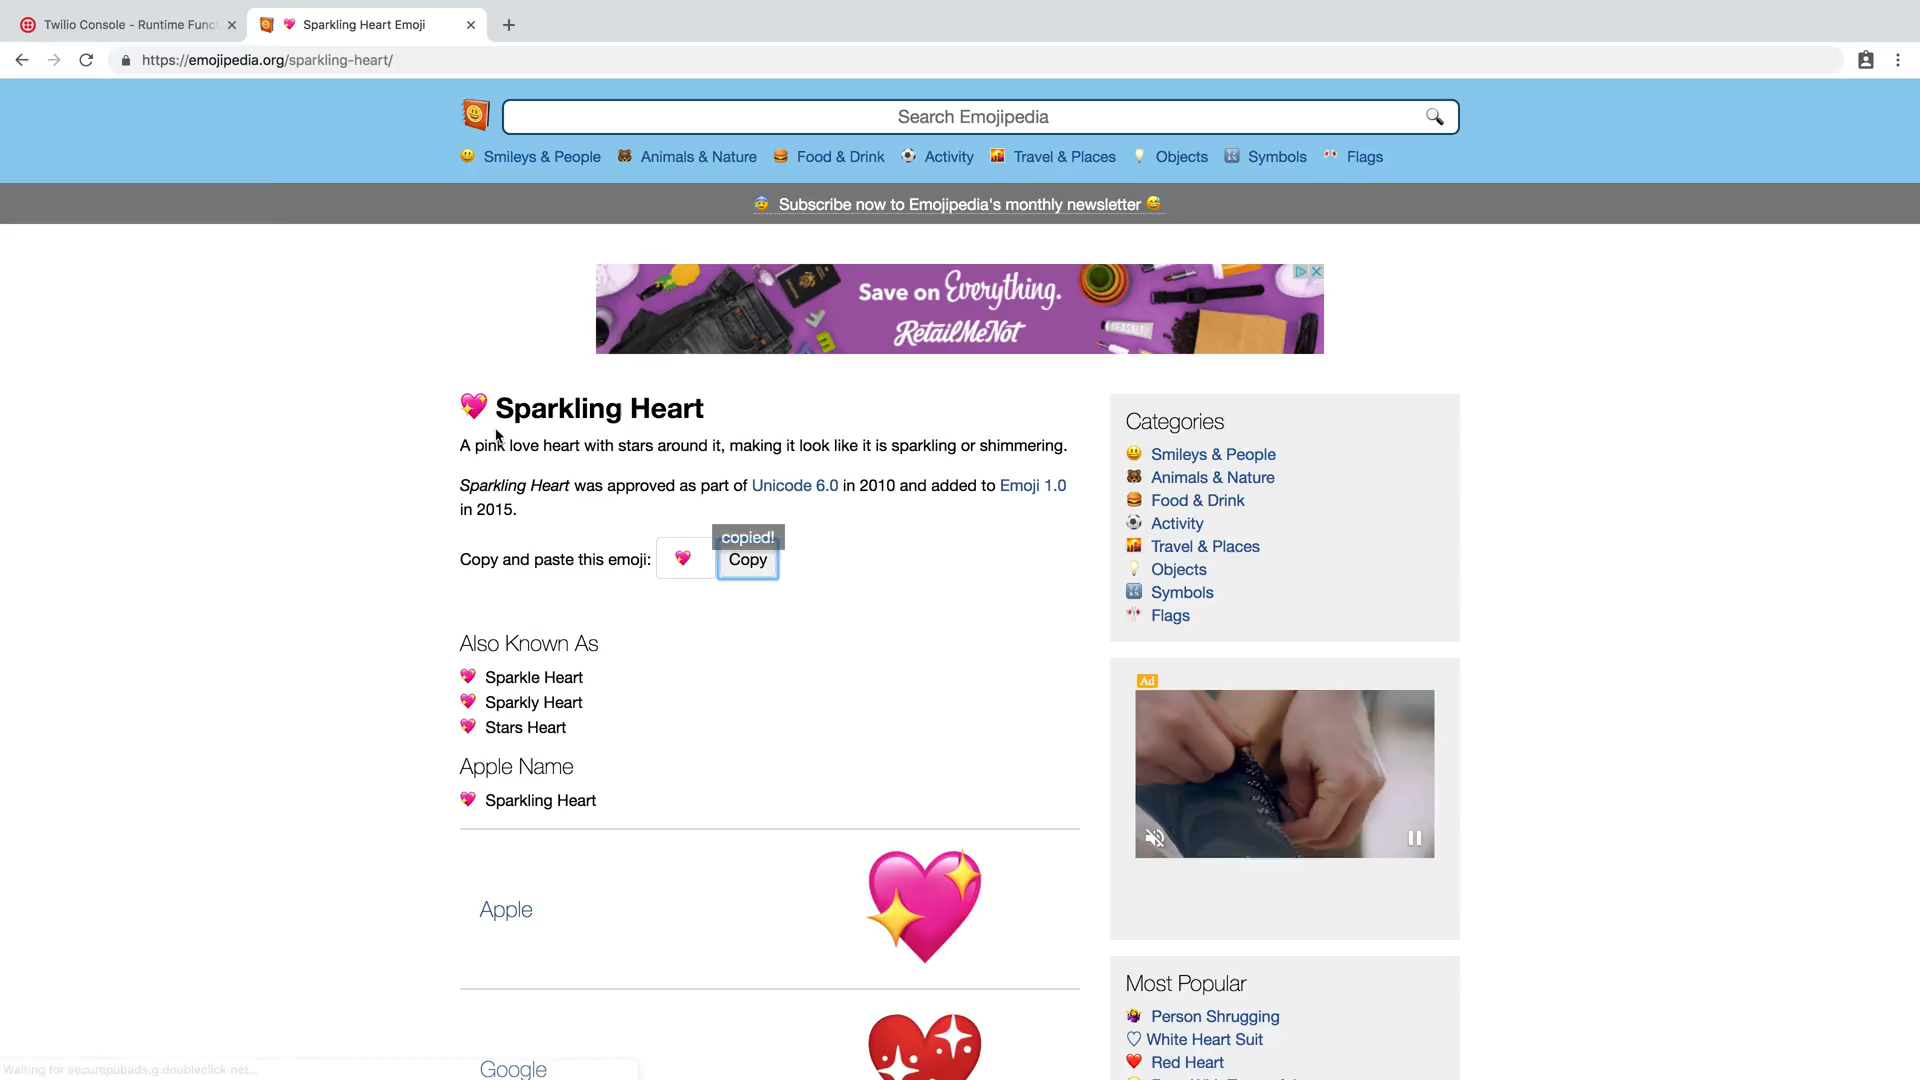 Twilio Console - Runtime Func
💖 Sparkling Heart Emoji
https://emojipedia.org/sparkling-heart/
Search Emojipedia
Smileys & People
Animals & Nature
Food & Drink
Activity
Travel & Places
Objects
Symbols
Flags
Subscribe now to Emojipedia's monthly newsletter
Save on Everything.
RetailMeNot
💖 Sparkling Heart
A pink love heart with stars around it, making it look like it is sparkling or shimmering.
Sparkling Heart was approved as part of Unicode 6.0 in 2010 and added to Emoji 1.0
in 2015.
copied!
Copy and paste this emoji: 💖 Copy
Also Known As
💖 Sparkle Heart
💖 Sparkly Heart
💖 Stars Heart
Apple Name
💖 Sparkling Heart
Apple
Google
Categories
Smileys & People
Animals & Nature
Food & Drink
Activity
Travel & Places
Objects
Symbols
Flags
Ad
Most Popular
Person Shrugging
♡ White Heart Suit
Red Heart
Waiting for securepubads.g.doubleclick.net...